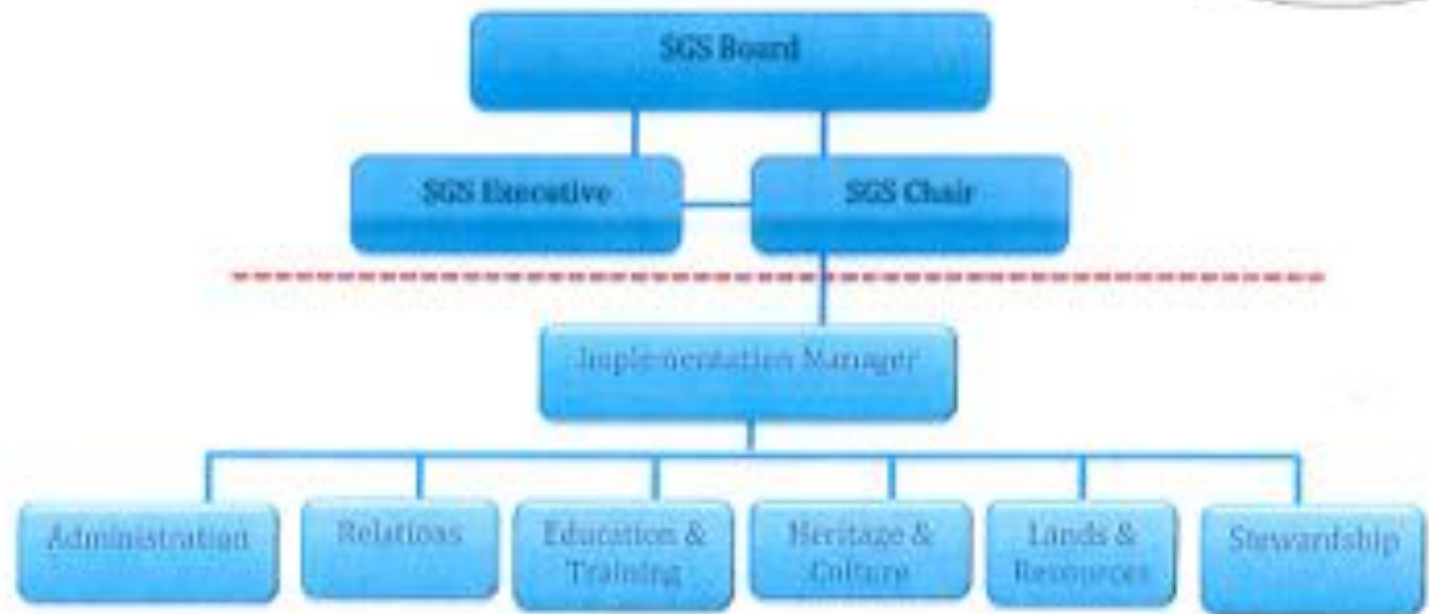 SGS Board
SGS Executive
SGS Chair
Implementation Manager
Administration
Relations
Education &
Training
Heritage &
Culture
Lands &
Resources
Stewardship